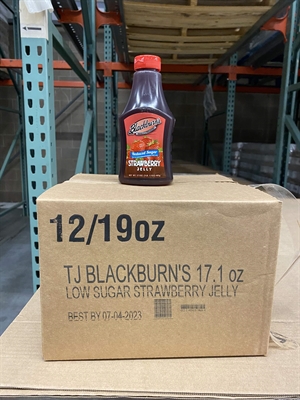 Blackburn's
Reduced Sugar
STRAWBERRY
JELLY
12/19oz
TJ BLACKBURN'S 17.1 oz
LOW SUGAR STRAWBERRY JELLY
BEST BY 07-04-2023